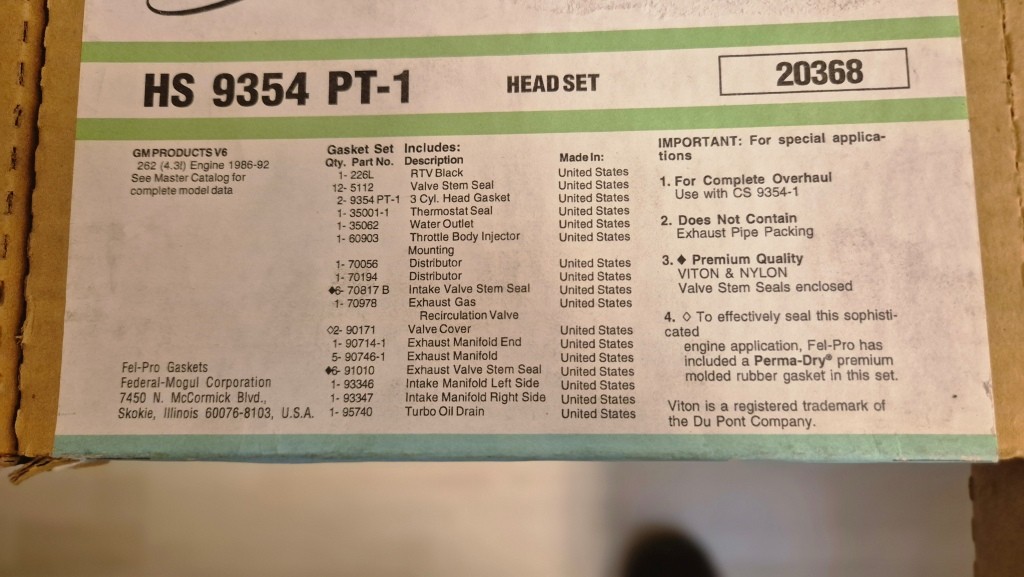 HS 9354 PT-1 HEAD SET 20368
GM PRODUCTS V6
262 (4.3l) Engine 1986-92
See Master Catalog for
complete model data
Gasket Set Includes:
Qty. Part No. Description Made in:
1- 226L RTV Black United States
12- 5112 Valve Stem Seal United States
2- 9354 PT-1 3 Cyl. Head Gasket United States
1- 35001-1 Thermostat Seal United States
1- 35062 Water Outlet United States
1- 60903 Throttle Body Injector United States
Mounting
1- 70056 Distributor United States
1- 70194 Distributor United States
♦6- 70817 B Intake Valve Stem Seal United States
1- 70978 Exhaust Gas United States
Recirculation Valve
◇2- 90171 Valve Cover United States
1- 90714-1 Exhaust Manifold End United States
5- 90746-1 Exhaust Manifold United States
♦6- 91010 Exhaust Valve Stem Seal United States
1- 93346 Intake Manifold Left Side United States
1- 93347 Intake Manifold Right Side United States
1- 95740 Turbo Oil Drain United States
Fel-Pro Gaskets
Federal-Mogul Corporation
7450 N. McCormick Blvd.,
Skokie, Illinois 60076-8103, U.S.A.
IMPORTANT: For special applica-
tions
1. For Complete Overhaul
Use with CS 9354-1
2. Does Not Contain
Exhaust Pipe Packing
3. ♦ Premium Quality
VITON & NYLON
Valve Stem Seals enclosed
4. ◇ To effectively seal this sophisti-
cated
engine application, Fel-Pro has
included a Perma-Dry® premium
molded rubber gasket in this set.
Viton is a registered trademark of
the Du Pont Company.